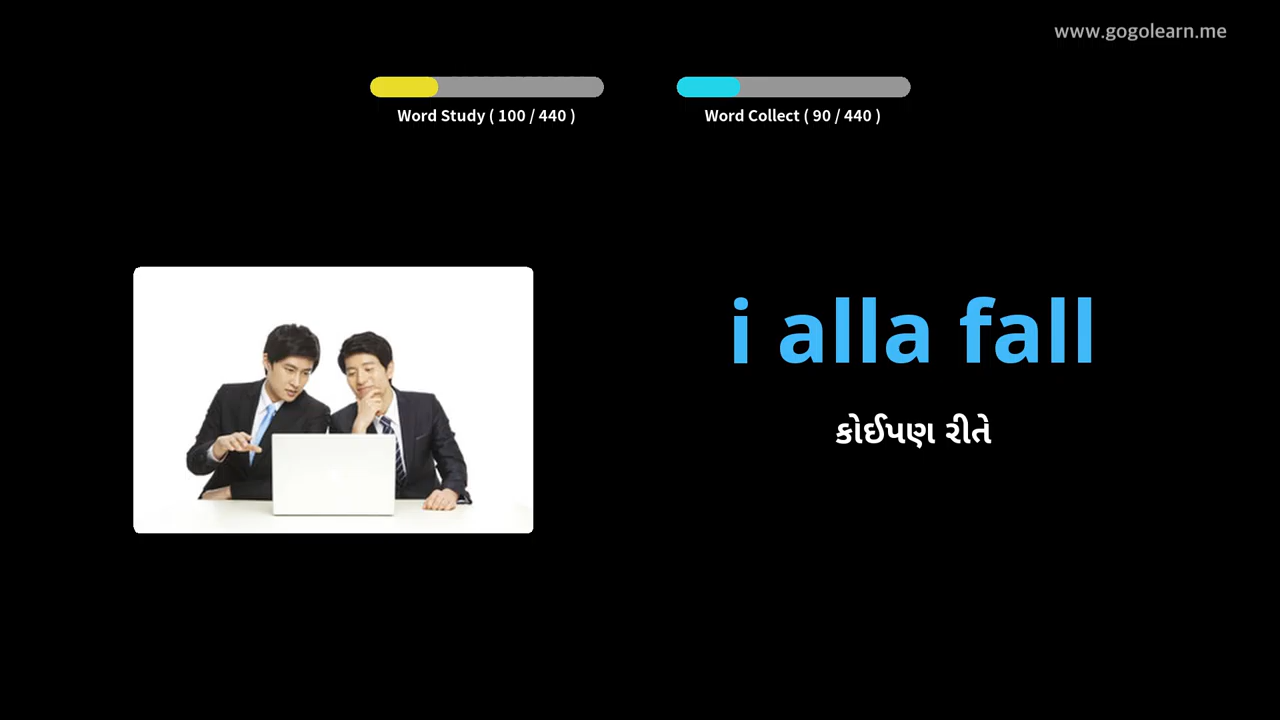 www.gogolearn.me
Word Study ( 100 / 440 )
Word Collect ( 90 / 440 )
i alla fall
કોઈપણ રીતે